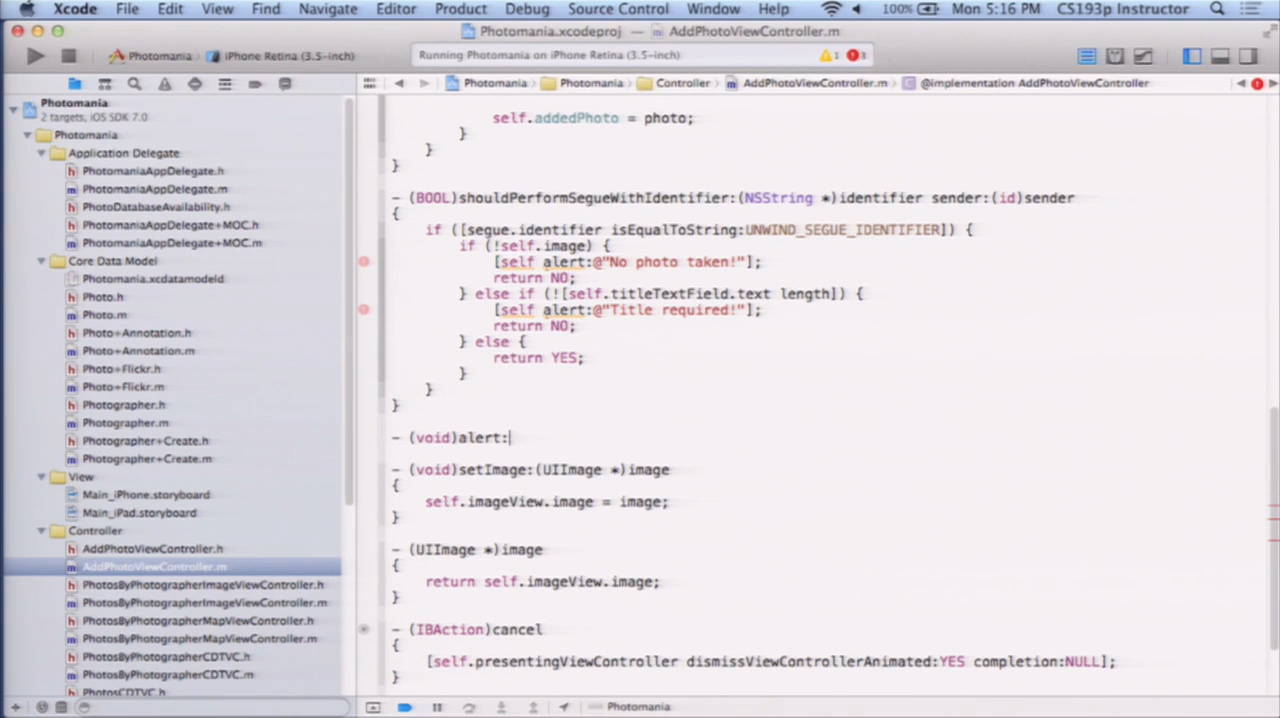 Xcode File Edit View Find Navigate Editor Product Debug Source Control Window Help 100% Mon 5:16 PM CS193p Instructor
Photomania.xcodeproj — AddPhotoViewController.m
Photomania › iPhone Retina (3.5-inch) Running Photomania on iPhone Retina (3.5-inch) 1 3
Photomania › Photomania › Controller › AddPhotoViewController.m › @implementation AddPhotoViewController
Photomania
2 targets, iOS SDK 7.0
Photomania
Application Delegate
PhotomaniaAppDelegate.h
PhotomaniaAppDelegate.m
PhotoDatabaseAvailability.h
PhotomaniaAppDelegate+MOC.h
PhotomaniaAppDelegate+MOC.m
Core Data Model
Photomania.xcdatamodeld
Photo.h
Photo.m
Photo+Annotation.h
Photo+Annotation.m
Photo+Flickr.h
Photo+Flickr.m
Photographer.h
Photographer.m
Photographer+Create.h
Photographer+Create.m
View
Main_iPhone.storyboard
Main_iPad.storyboard
Controller
AddPhotoViewController.h
AddPhotoViewController.m
PhotosByPhotographerImageViewController.h
PhotosByPhotographerImageViewController.m
PhotosByPhotographerMapViewController.h
PhotosByPhotographerMapViewController.m
PhotosByPhotographerCDTVC.h
PhotosByPhotographerCDTVC.m
PhotosCDTVC.h
self.addedPhoto = photo;
}
}
}
- (BOOL)shouldPerformSegueWithIdentifier:(NSString *)identifier sender:(id)sender
{
if ([segue.identifier isEqualToString:UNWIND_SEGUE_IDENTIFIER]) {
if (!self.image) {
[self alert:@"No photo taken!"];
return NO;
} else if (![self.titleTextField.text length]) {
[self alert:@"Title required!"];
return NO;
} else {
return YES;
}
}
}
- (void)alert:
- (void)setImage:(UIImage *)image
{
self.imageView.image = image;
}
- (UIImage *)image
{
return self.imageView.image;
}
- (IBAction)cancel
{
[self.presentingViewController dismissViewControllerAnimated:YES completion:NULL];
}
Photomania